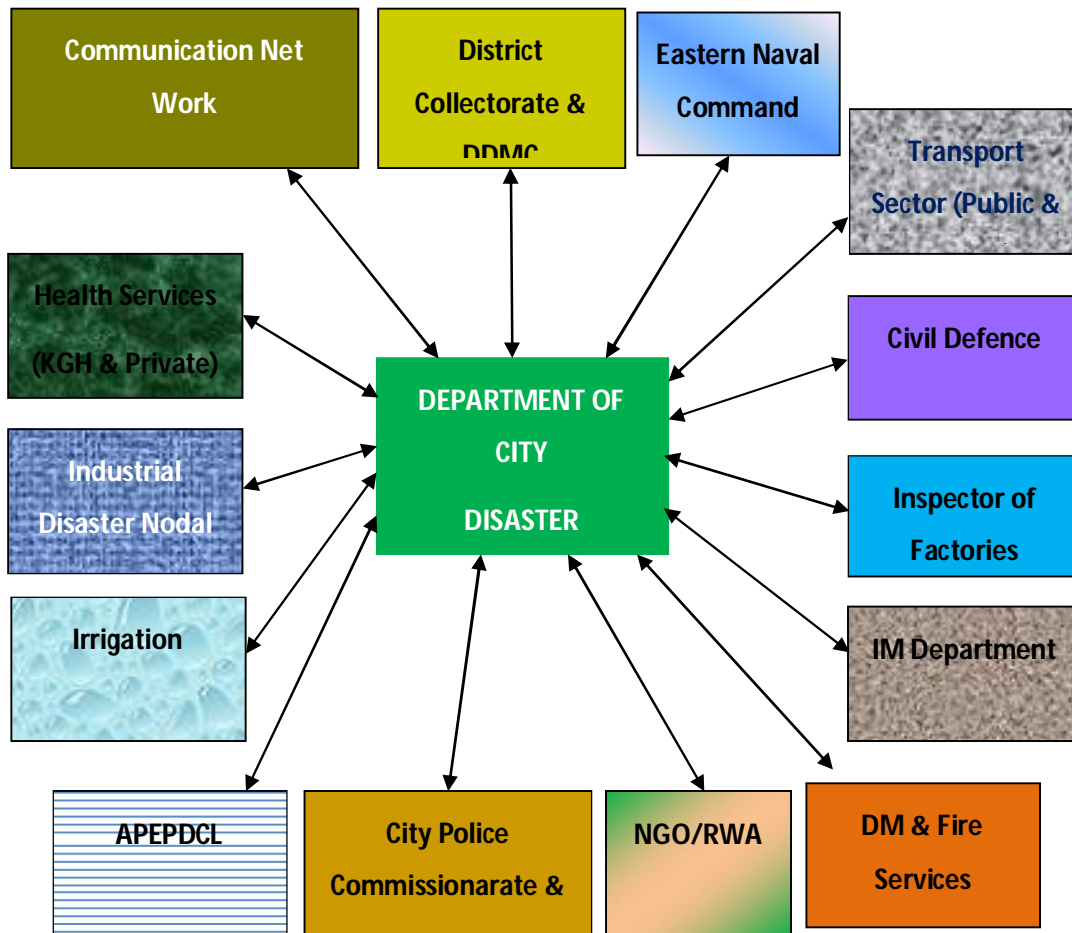 Communication Net
Work
District
Collectorate &
DDMC
Eastern Naval
Command
Transport
Sector (Public &
Health Services
(KGH & Private)
DEPARTMENT OF
CITY
DISASTER
Civil Defence
Industrial
Disaster Nodal
Inspector of
Factories
Irrigation
IM Department
APEPDCL
City Police
Commissionarate &
NGO/RWA
DM & Fire
Services